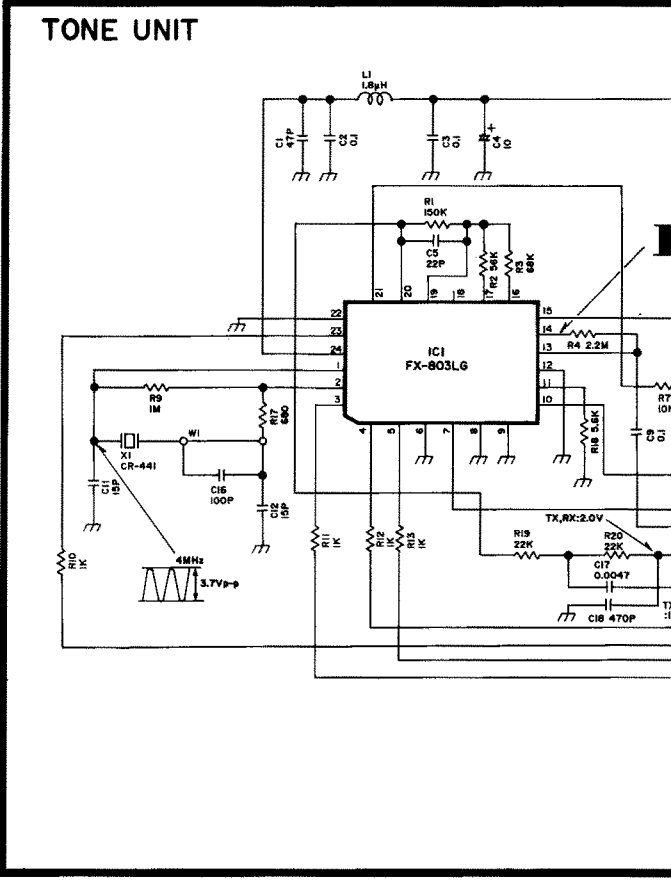 TONE UNIT
L1
1.8μH
C1
47P
C2
0.1
C3
0.1
C4
10
+
R1
150K
C5
22P
R2 56K
R3
68K
21
20
19
18
17
16
22
23
24
1
2
3
15
14
13
12
11
10
IC1
FX-803LG
R4 2.2M
R9
1M
R17
680
W1
X1
CR-441
C16
100P
C11
15P
C12
15P
4
5
6
7
8
9
R18 5.6K
C9
0.1
R7
R10
1K
R11
1K
R12
1K
R13
1K
4MHz
3.7Vp-p
TX,RX:2.0V
R19
22K
R20
22K
C17
0.0047
C18 470P